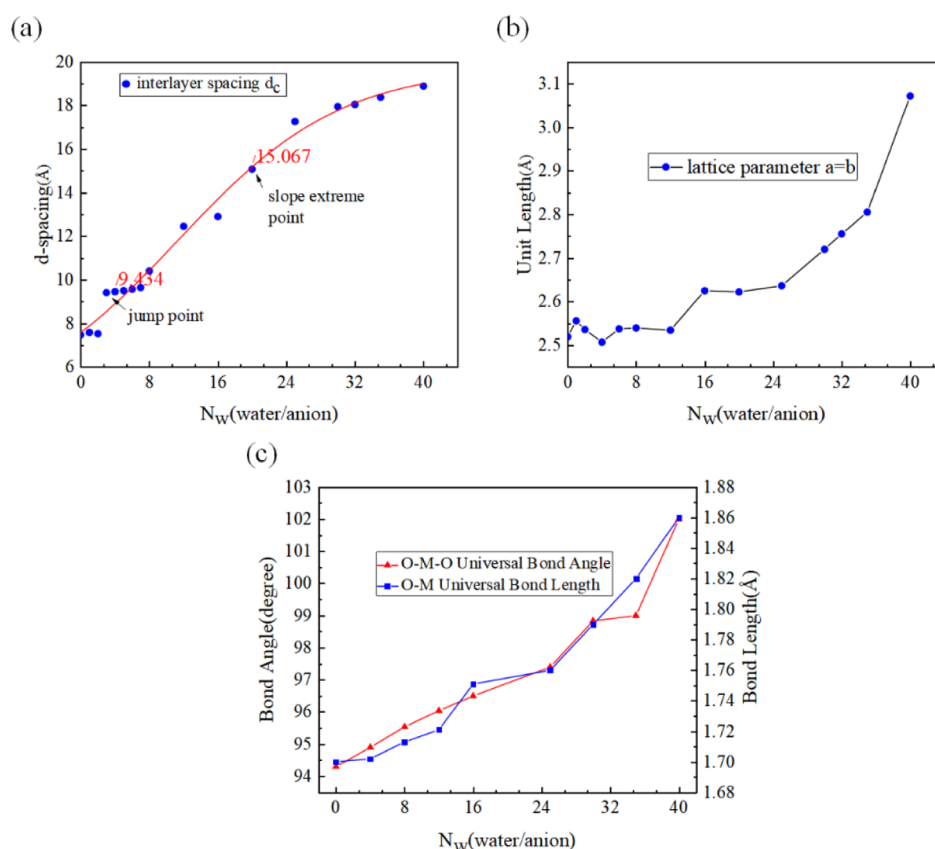 (a)
20
18
16
14
12
10
8
6
d-spacing(Å)
interlayer spacing dC
15.067
slope extreme
point
9.454
jump point
0 8 16 24 32 40
NW(water/anion)
(b)
3.1
3.0
2.9
2.8
2.7
2.6
2.5
Unit Length(Å)
lattice parameter a=b
0 8 16 24 32 40
NW(water/anion)
(c)
103
102
101
100
99
98
97
96
95
94
Bond Angle(degree)
O-M-O Universal Bond Angle
O-M Universal Bond Length
1.88
1.86
1.84
1.82
1.80
1.78
1.76
1.74
1.72
1.70
1.68
Bond Length(Å)
0 8 16 24 32 40
NW(water/anion)